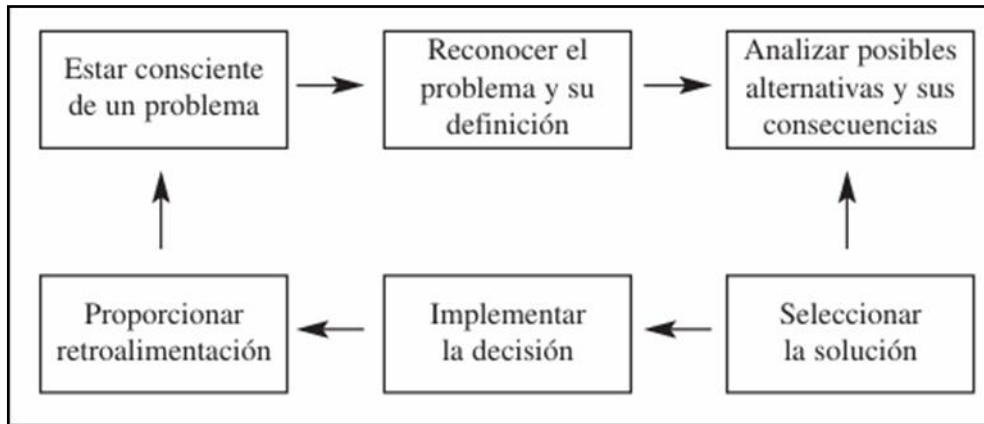 Estar consciente
de un problema
Reconocer el
problema y su
definición
Analizar posibles
alternativas y sus
consecuencias
Proporcionar
retroalimentación
Implementar
la decisión
Seleccionar
la solución